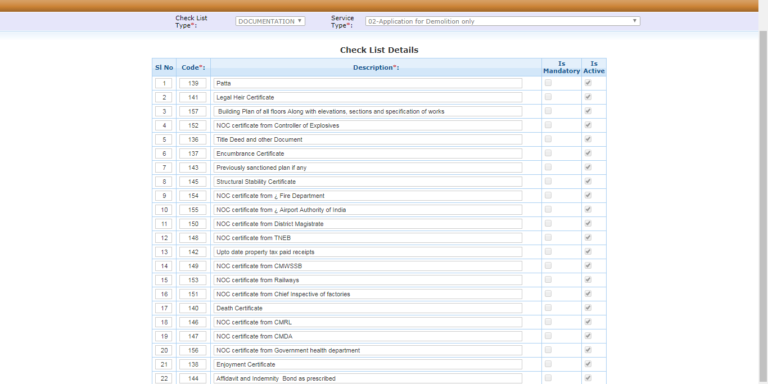 Check List Type*: DOCUMENTATION Service Type*: 02-Application for Demolition only
Check List Details
Sl No Code*: Description*: Is Mandatory Is Active
1 139 Patta
2 141 Legal Heir Certificate
3 157 Building Plan of all floors Along with elevations, sections and specification of works
4 152 NOC certificate from Controller of Explosives
5 136 Title Deed and other Document
6 137 Encumbrance Certificate
7 143 Previously sanctioned plan if any
8 145 Structural Stability Certificate
9 154 NOC certificate from ¿ Fire Department
10 155 NOC certificate from ¿ Airport Authority of India
11 150 NOC certificate from District Magistrate
12 148 NOC certificate from TNEB
13 142 Upto date property tax paid receipts
14 149 NOC certificate from CMWSSB
15 153 NOC certificate from Railways
16 151 NOC certificate from Chief Inspective of factories
17 140 Death Certificate
18 146 NOC certificate from CMRL
19 147 NOC certificate from CMDA
20 156 NOC certificate from Government health department
21 138 Enjoyment Certificate
22 144 Affidavit and Indemnity Bond as prescribed